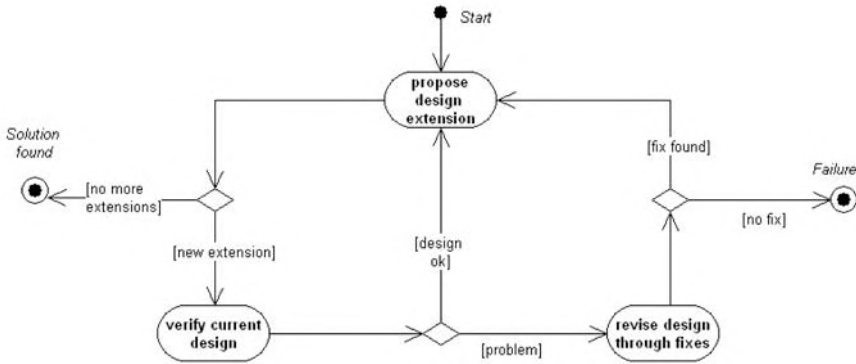 Start
propose
design
extension
Solution
found
[fix found]
Failure
[no more
extensions]
[no fix]
[new extension]
[design
ok]
verify current
design
[problem]
revise design
through fixes